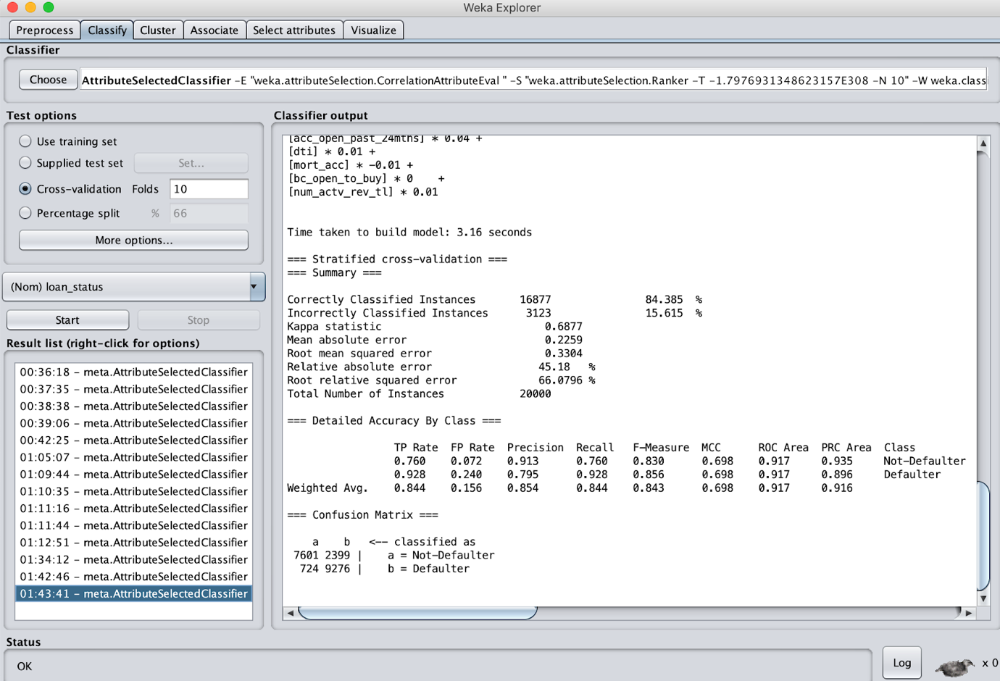 Weka Explorer
Preprocess Classify Cluster Associate Select attributes Visualize
Classifier
Choose AttributeSelectedClassifier -E "weka.attributeSelection.CorrelationAttributeEval " -S "weka.attributeSelection.Ranker -T -1.7976931348623157E308 -N 10" -W weka.classi
Test options
Use training set
Supplied test set Set...
Cross-validation Folds 10
Percentage split % 66
More options...
(Nom) loan_status
Start Stop
Result list (right-click for options)
00:36:18 - meta.AttributeSelectedClassifier
00:37:35 - meta.AttributeSelectedClassifier
00:38:38 - meta.AttributeSelectedClassifier
00:39:06 - meta.AttributeSelectedClassifier
00:42:25 - meta.AttributeSelectedClassifier
01:05:07 - meta.AttributeSelectedClassifier
01:09:44 - meta.AttributeSelectedClassifier
01:10:35 - meta.AttributeSelectedClassifier
01:11:16 - meta.AttributeSelectedClassifier
01:11:44 - meta.AttributeSelectedClassifier
01:12:51 - meta.AttributeSelectedClassifier
01:34:12 - meta.AttributeSelectedClassifier
01:42:46 - meta.AttributeSelectedClassifier
01:43:41 - meta.AttributeSelectedClassifier
Classifier output
[acc_open_past_24mths] * 0.04 +
[dti] * 0.01 +
[mort_acc] * -0.01 +
[bc_open_to_buy] * 0 +
[num_actv_rev_tl] * 0.01
Time taken to build model: 3.16 seconds
=== Stratified cross-validation ===
=== Summary ===
Correctly Classified Instances 16877 84.385 %
Incorrectly Classified Instances 3123 15.615 %
Kappa statistic 0.6877
Mean absolute error 0.2259
Root mean squared error 0.3304
Relative absolute error 45.18 %
Root relative squared error 66.0796 %
Total Number of Instances 20000
=== Detailed Accuracy By Class ===
TP Rate FP Rate Precision Recall F-Measure MCC ROC Area PRC Area Class
0.760 0.072 0.913 0.760 0.830 0.698 0.917 0.935 Not-Defaulter
0.928 0.240 0.795 0.928 0.856 0.698 0.917 0.896 Defaulter
Weighted Avg. 0.844 0.156 0.854 0.844 0.843 0.698 0.917 0.916
=== Confusion Matrix ===
a b <-- classified as
7601 2399 | a = Not-Defaulter
724 9276 | b = Defaulter
Status
OK
Log x 0